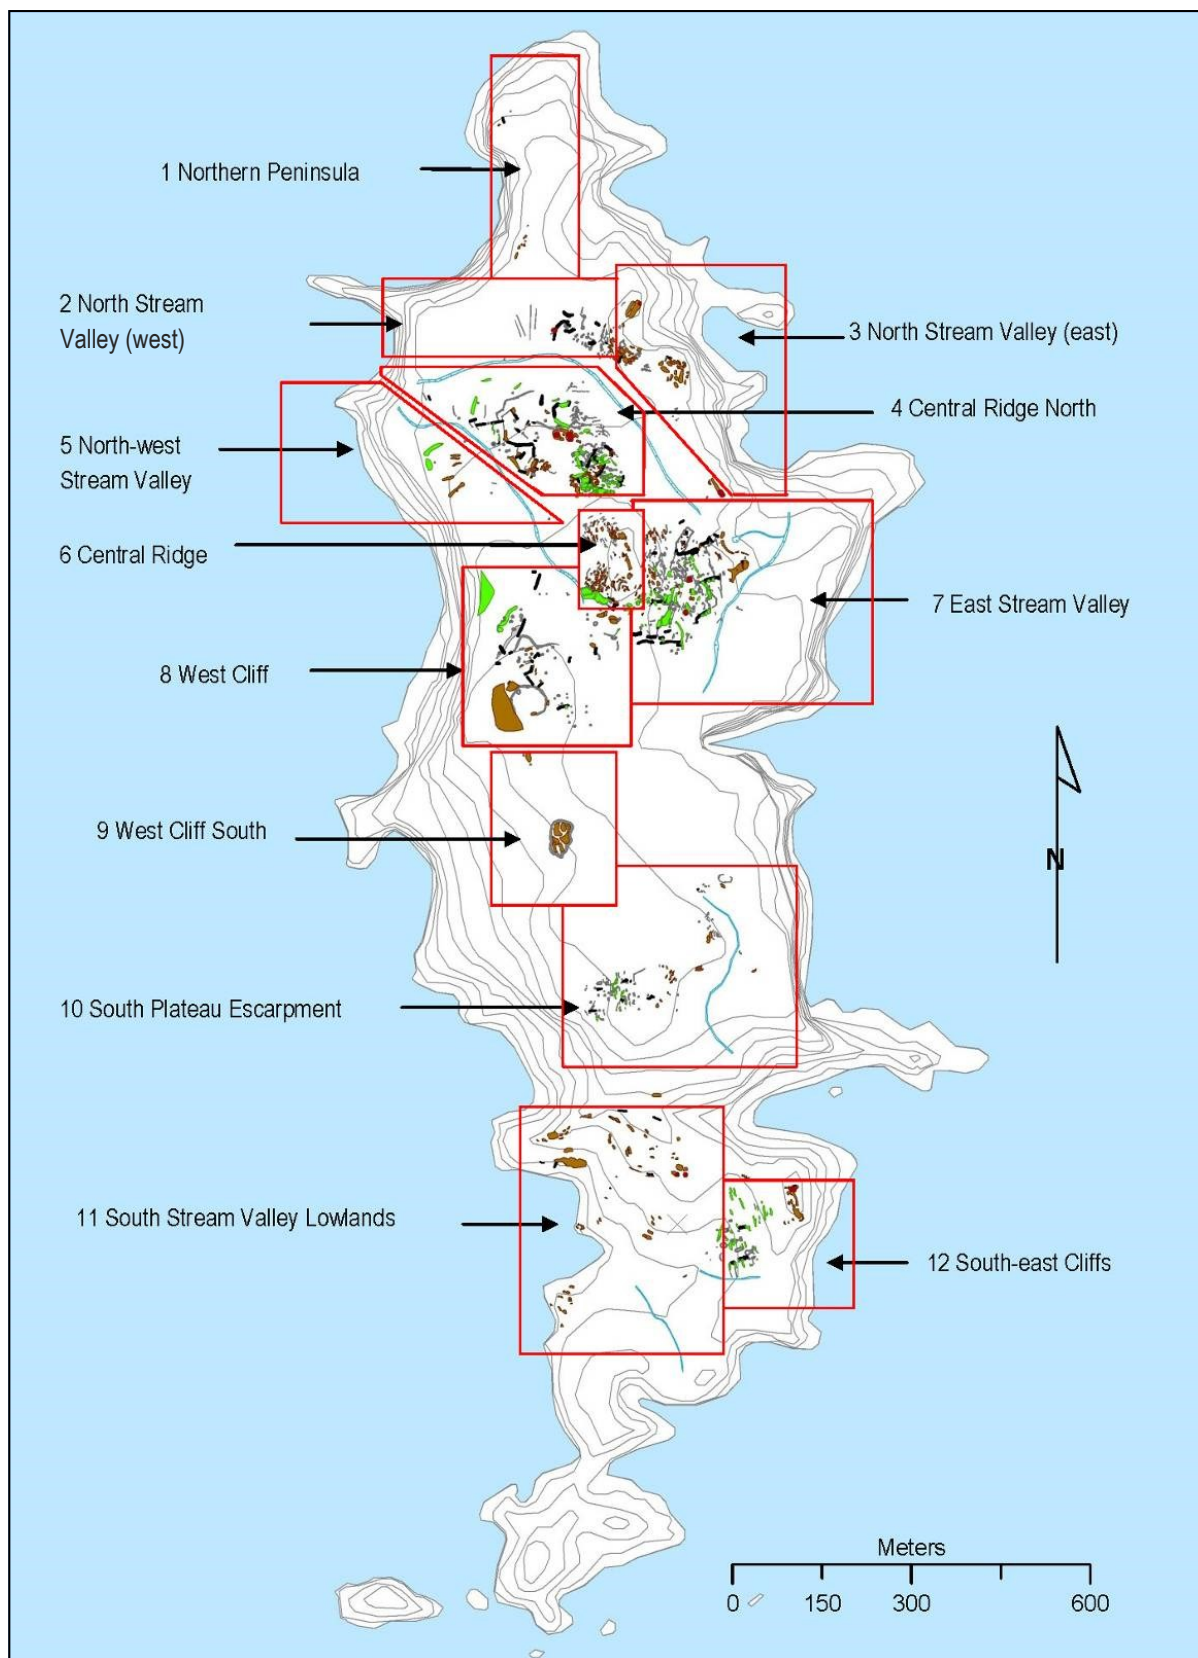 1 Northern Peninsula
2 North Stream
Valley (west)
3 North Stream Valley (east)
4 Central Ridge North
5 North-west
Stream Valley
6 Central Ridge
7 East Stream Valley
8 West Cliff
9 West Cliff South
N
10 South Plateau Escarpment
11 South Stream Valley Lowlands
12 South-east Cliffs
Meters
0 150 300 600